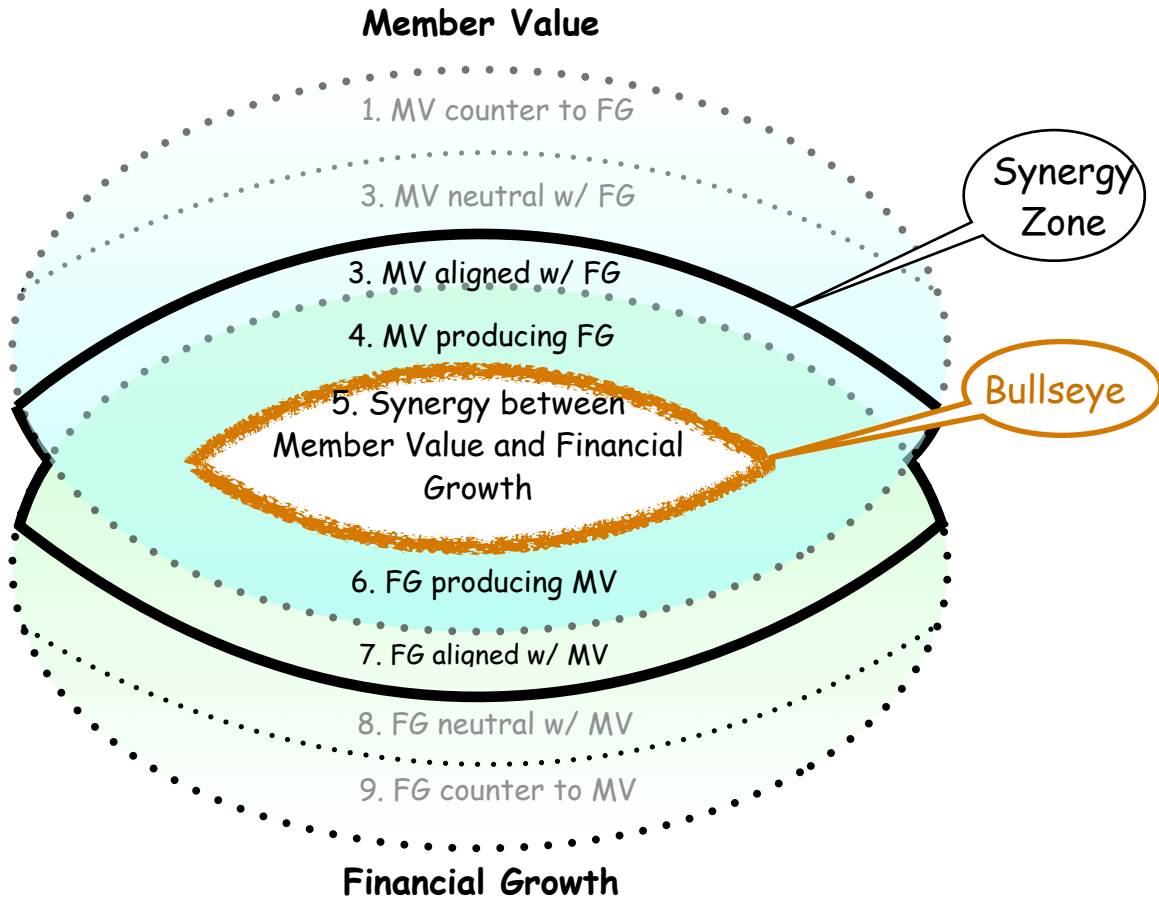 Member Value
1. MV counter to FG
3. MV neutral w/ FG
Synergy
Zone
3. MV aligned w/ FG
4. MV producing FG
Bullseye
5. Synergy between
Member Value and Financial
Growth
6. FG producing MV
7. FG aligned w/ MV
8. FG neutral w/ MV
9. FG counter to MV
Financial Growth